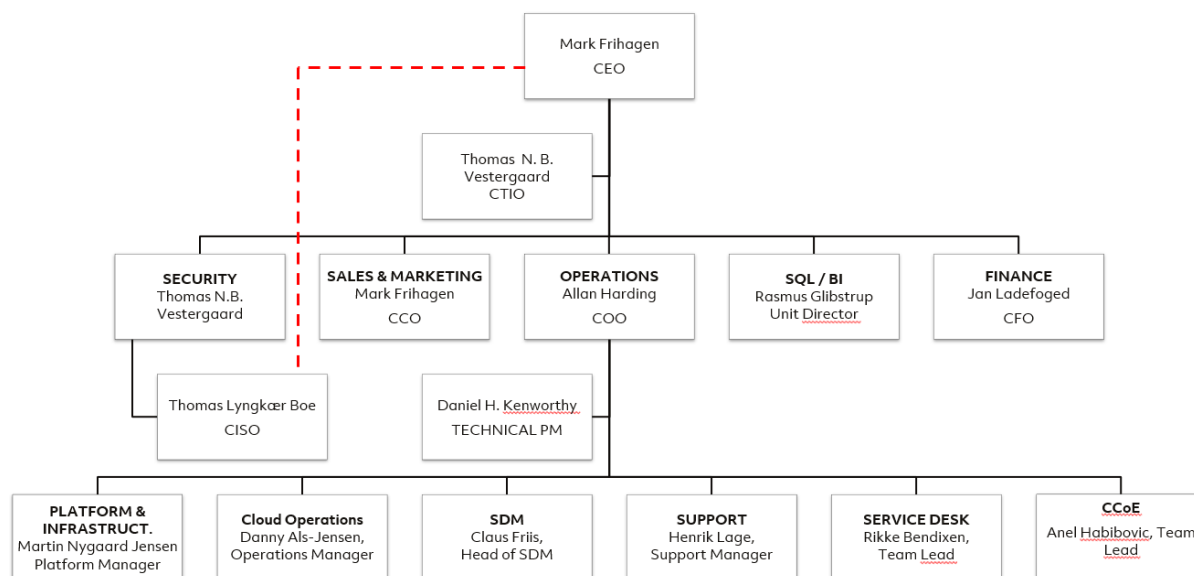 Mark Frihagen
CEO
Thomas N. B.
Vestergaard
CTIO
SECURITY
Thomas N.B.
Vestergaard
SALES & MARKETING
Mark Frihagen
CCO
OPERATIONS
Allan Harding
COO
SQL / BI
Rasmus Glibstrup
Unit Director
FINANCE
Jan Ladefoged
CFO
Thomas Lyngkær Boe
CISO
Daniel H. Kenworthy
TECHNICAL PM
PLATFORM &
INFRASTRUCT.
Martin Nygaard Jensen
Platform Manager
Cloud Operations
Danny Als-Jensen,
Operations Manager
SDM
Claus Friis,
Head of SDM
SUPPORT
Henrik Lage,
Support Manager
SERVICE DESK
Rikke Bendixen,
Team Lead
CCoE
Anel Habibovic, Team
Lead